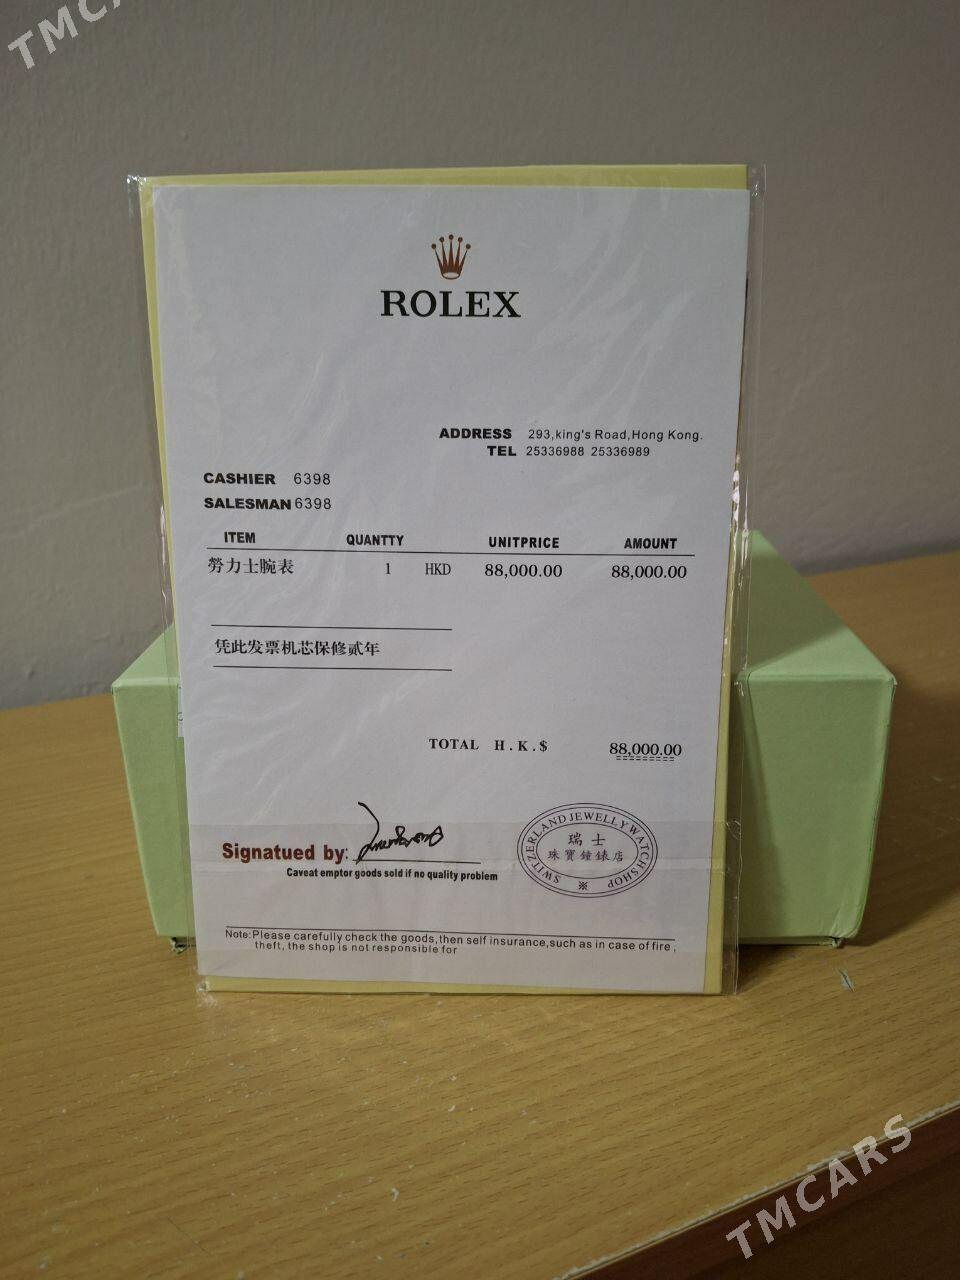 TMCARS
ROLEX
ADDRESS 293,king's Road,Hong Kong.
TEL 25336988 25336989
CASHIER 6398
SALESMAN 6398
ITEM QUANTTY UNITPRICE AMOUNT
勞力士腕表 1 HKD 88,000.00 88,000.00
凭此发票机芯保修贰年
TOTAL H.K.$ 88,000.00
Signatued by:
Caveat emptor goods sold if no quality problem
SWITZERLAND JEWELLY WATCH SHOP
瑞士
珠寶鐘錶店
※
Note:Please carefully check the goods,then self insurance,such as in case of fire,
theft, the shop is not responsible for
TMCARS